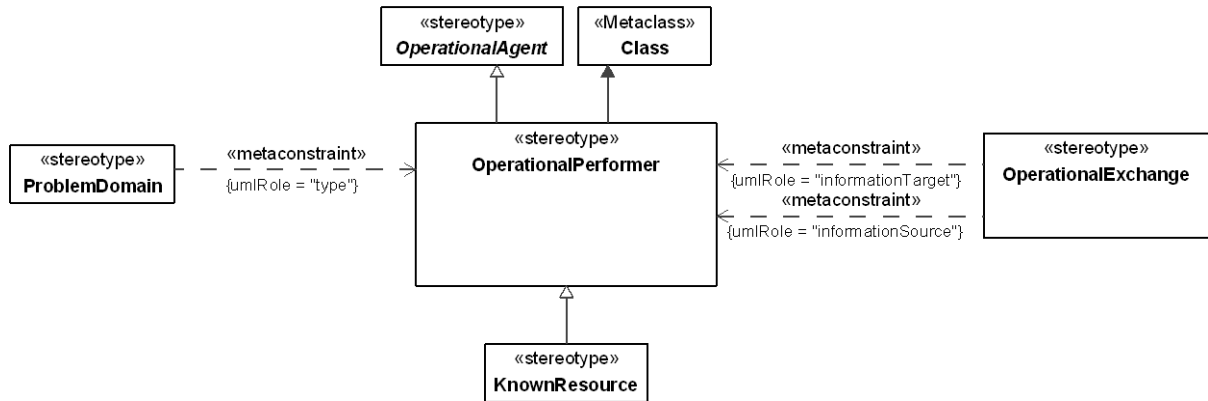 «stereotype»
OperationalAgent
«Metaclass»
Class
«stereotype»
OperationalPerformer
«stereotype»
ProblemDomain
«metaconstraint»
{umlRole = "type"}
«metaconstraint»
{umlRole = "informationTarget"}
«metaconstraint»
{umlRole = "informationSource"}
«stereotype»
OperationalExchange
«stereotype»
KnownResource